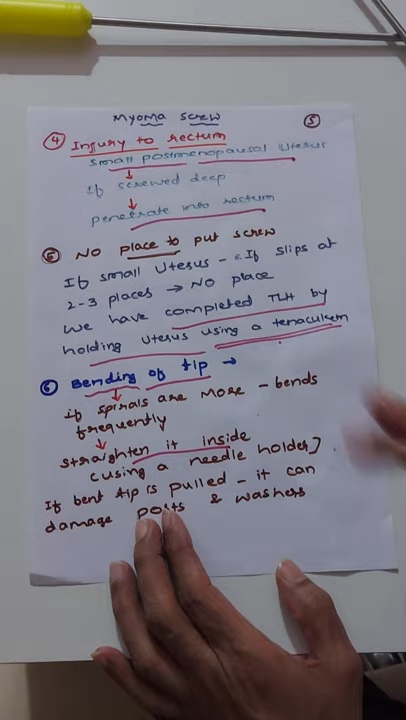 Myoma Screw
5
4 Injury to rectum
small postmenopausal uterus
if screwed deep
penetrate into rectum
5 No place to put screw
If small uterus - If slips at
2-3 places → No place
We have completed TLH by
holding uterus using a tenaculum
6 Bending of tip →
if spirals are more - bends
frequently
straighten it inside
(using a needle holder)
If bent tip is pulled - it can
damage ports & washers